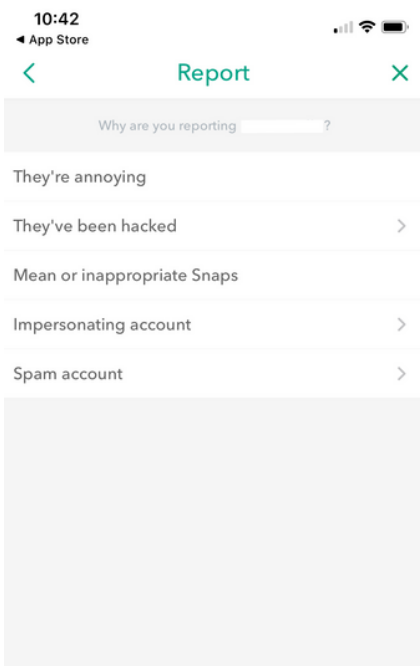 10:42
◀ App Store
Report
Why are you reporting ?
They're annoying
They've been hacked
Mean or inappropriate Snaps
Impersonating account
Spam account